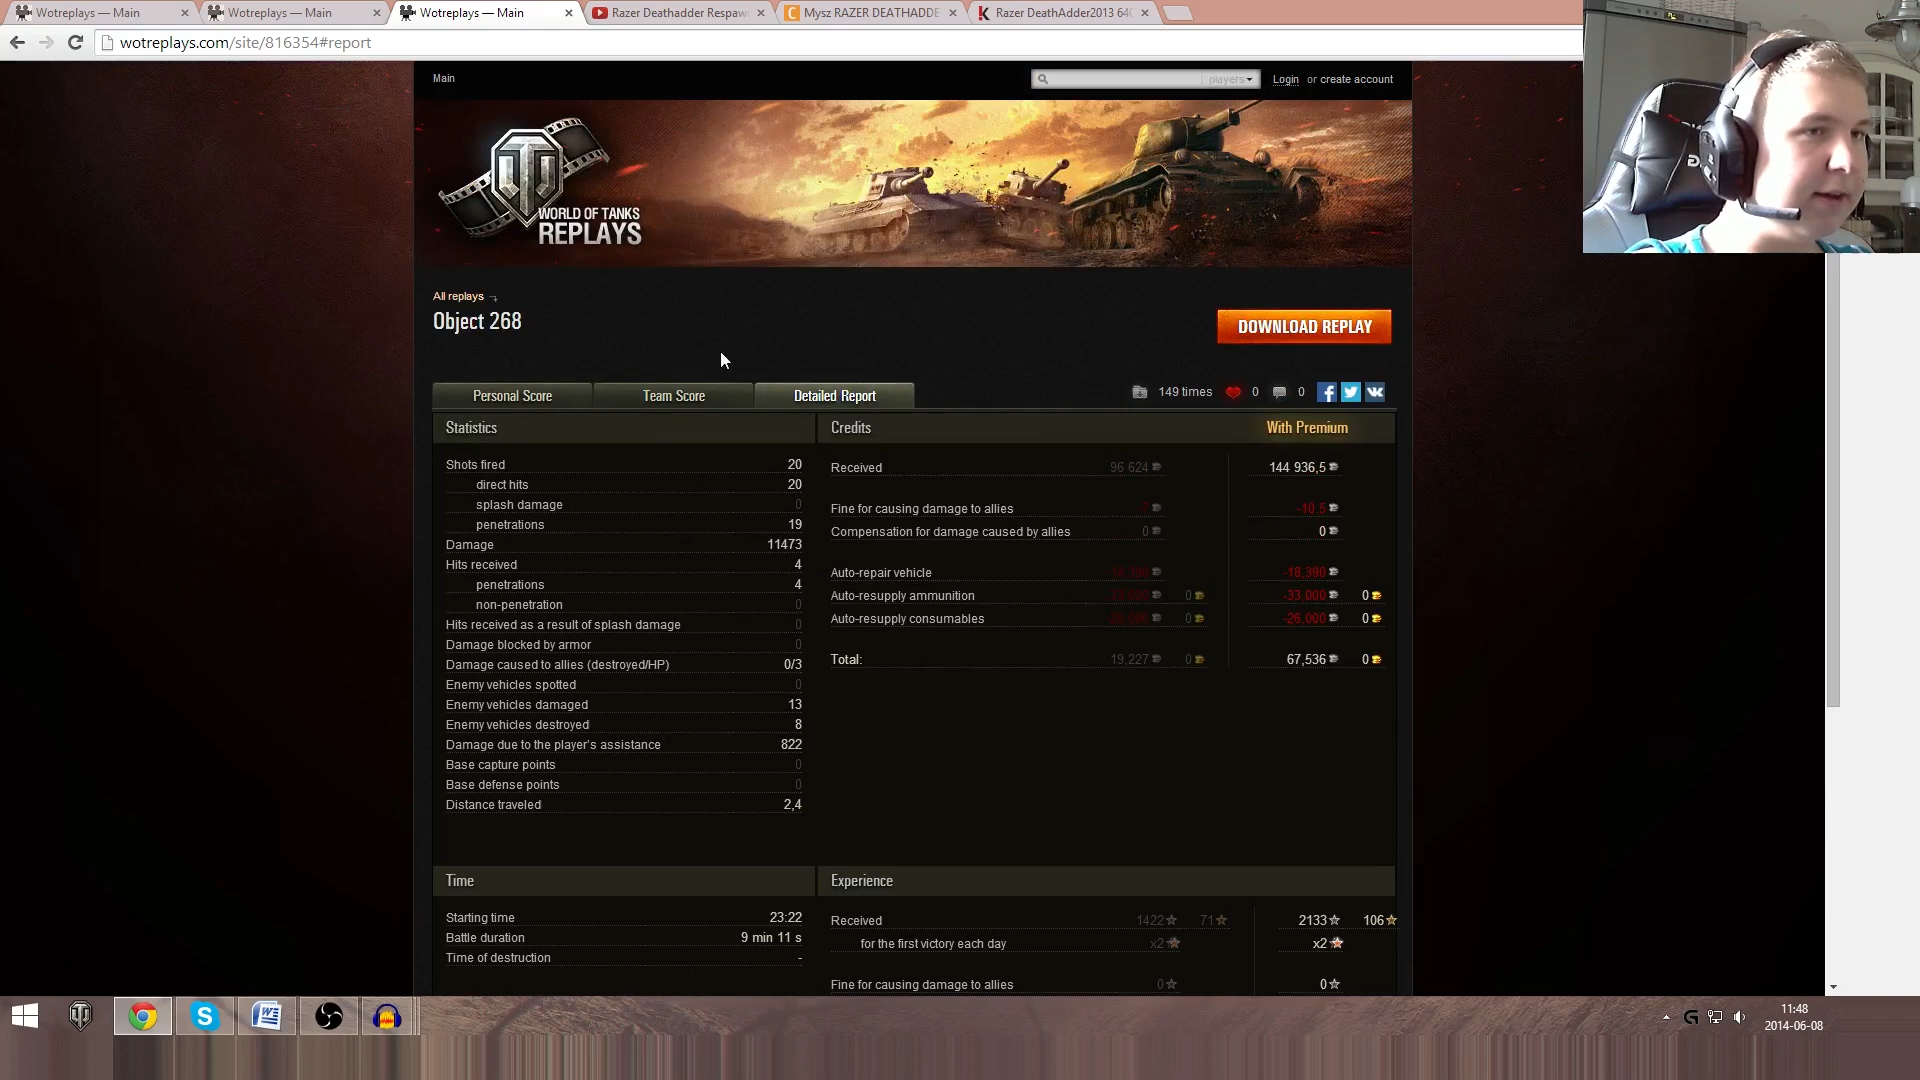 Wotreplays — Main
Wotreplays — Main
Wotreplays — Main
Razer Deathadder Respaw
Mysz RAZER DEATHADDE
Razer DeathAdder2013 640
wotreplays.com/site/816354#report
Main
players
Login or create account
WORLD OF TANKS
REPLAYS
All replays
Object 268
DOWNLOAD REPLAY
Personal Score
Team Score
Detailed Report
149 times
0
0
Statistics
Credits
With Premium
Shots fired 20
direct hits 20
splash damage 0
penetrations 19
Damage 11473
Hits received 4
penetrations 4
non-penetration 0
Hits received as a result of splash damage 0
Damage blocked by armor 0
Damage caused to allies (destroyed/HP) 0/3
Enemy vehicles spotted 0
Enemy vehicles damaged 13
Enemy vehicles destroyed 8
Damage due to the player's assistance 822
Base capture points 0
Base defense points 0
Distance traveled 2,4
Received 96 624 144 936,5
Fine for causing damage to allies -10,5
Compensation for damage caused by allies 0 0
Auto-repair vehicle -18,390
Auto-resupply ammunition 0 -33,000 0
Auto-resupply consumables 0 -26,000 0
Total: 19,227 0 67,536 0
Time
Experience
Starting time 23:22
Battle duration 9 min 11 s
Time of destruction -
Received 1422 71 2133 106
for the first victory each day x2 x2
Fine for causing damage to allies 0 0
11:48
2014-06-08